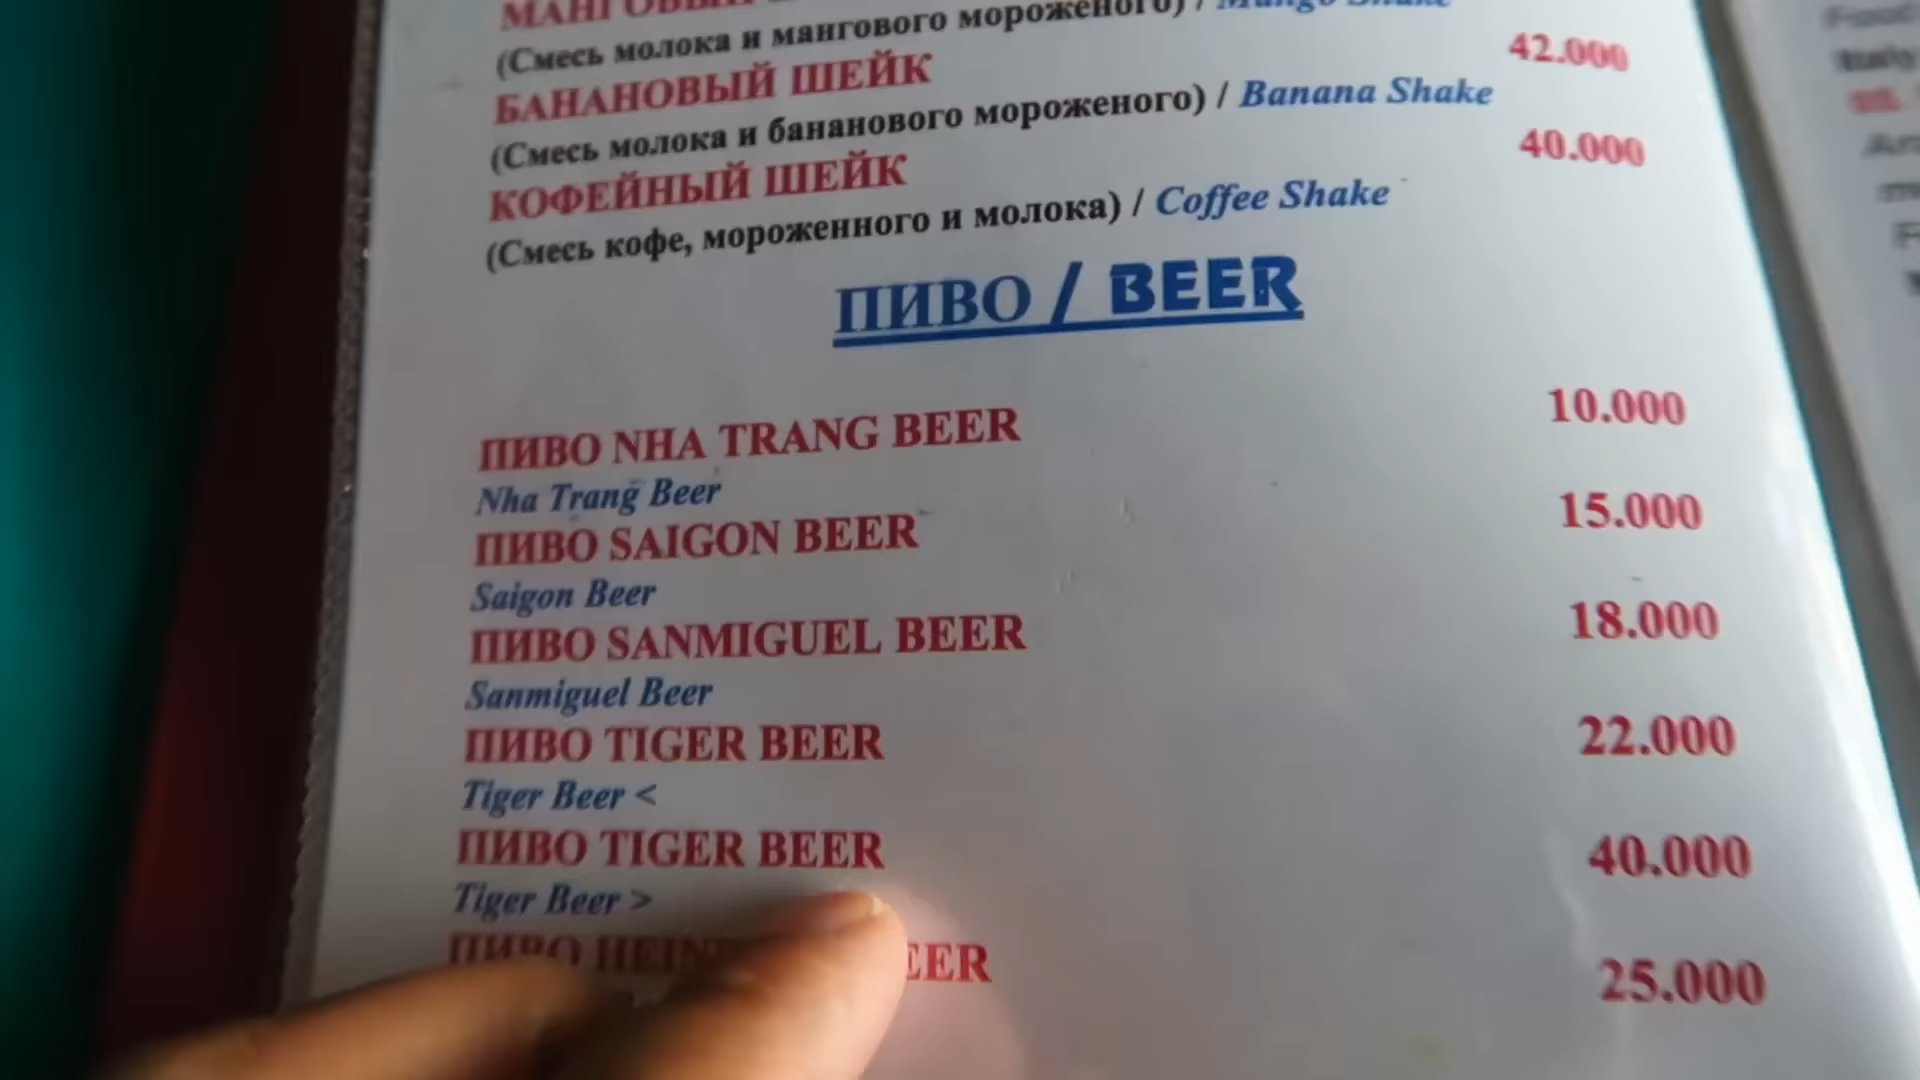 (Смесь молока и мангового мороженого) / Mango Shake
БАНАНОВЫЙ ШЕЙК 42.000
(Смесь молока и бананового мороженого) / Banana Shake
КОФЕЙНЫЙ ШЕЙК 40.000
(Смесь кофе, мороженного и молока) / Coffee Shake
ПИВО / BEER
ПИВО NHA TRANG BEER 10.000
Nha Trang Beer
ПИВО SAIGON BEER 15.000
Saigon Beer
ПИВО SANMIGUEL BEER 18.000
Sanmiguel Beer
ПИВО TIGER BEER 22.000
Tiger Beer <
ПИВО TIGER BEER 40.000
Tiger Beer >
ПИВО 25.000